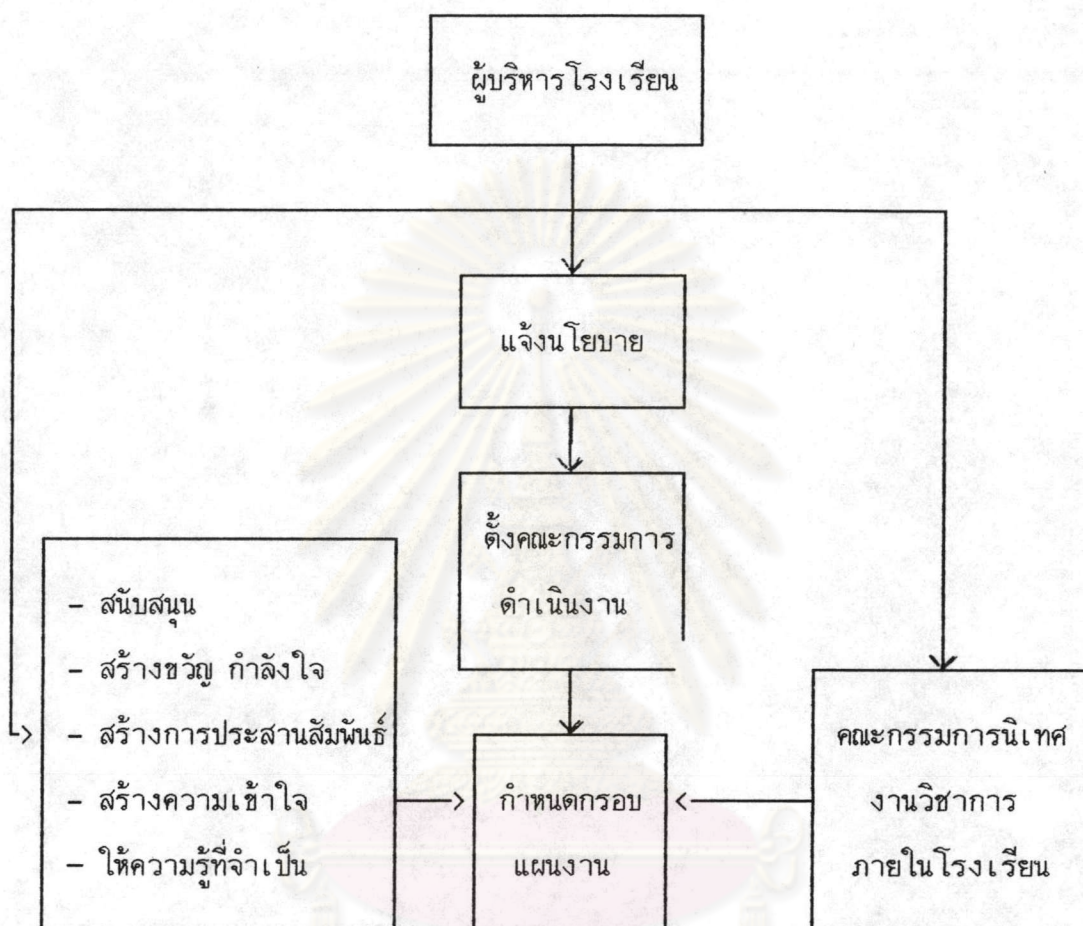 ผู้บริหารโรงเรียน
แจ้งนโยบาย
ตั้งคณะกรรมการ
ดำเนินงาน
- สนับสนุน
- สร้างขวัญ กำลังใจ
- สร้างการประสานสัมพันธ์
- สร้างความเข้าใจ
- ให้ความรู้ที่จำเป็น
กำหนดกรอบ
แผนงาน
คณะกรรมการนิเทศ
งานวิชาการ
ภายในโรงเรียน